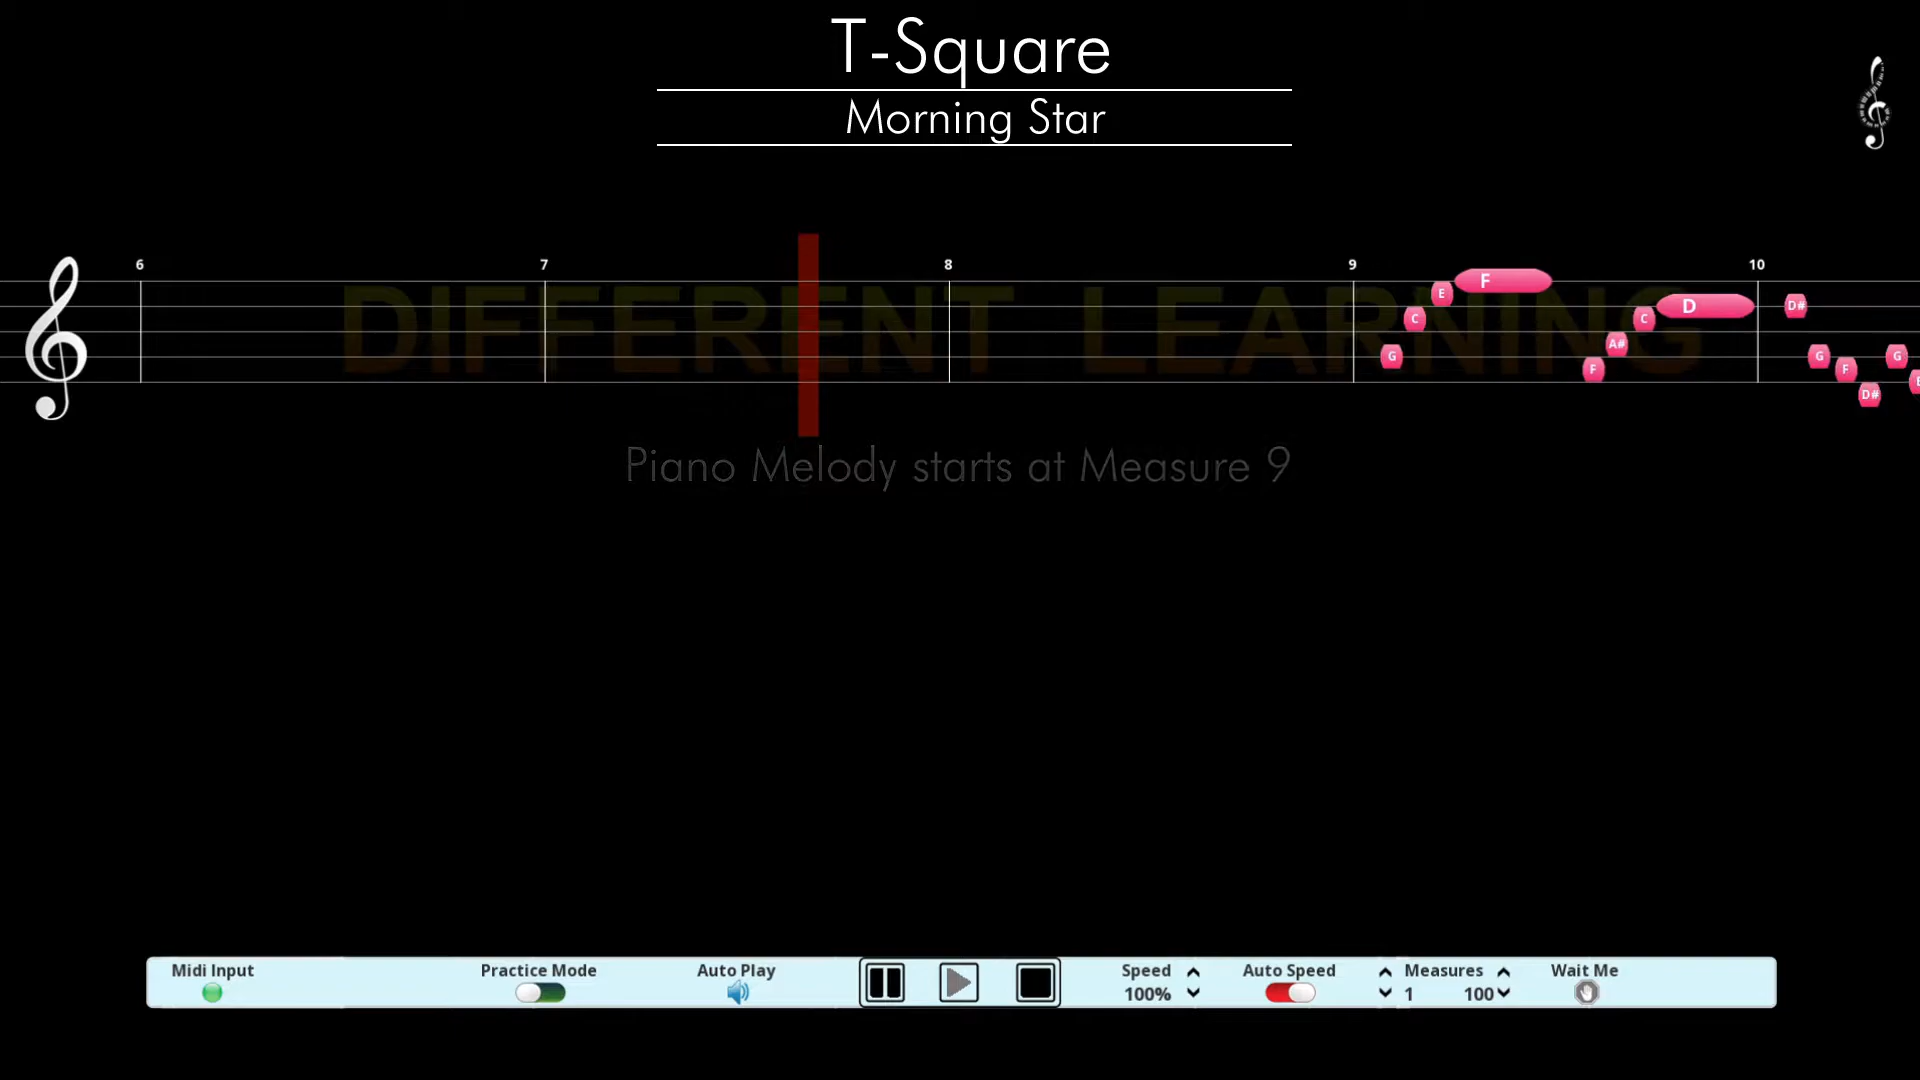 T-Square
Morning Star
6 7 8 9 10
DIFFERENT LEARNING
G C E F F A# C D D# G F D# G
Piano Melody starts at Measure 9
Midi Input Practice Mode Auto Play Speed Auto Speed Measures Wait Me
100% 1 100